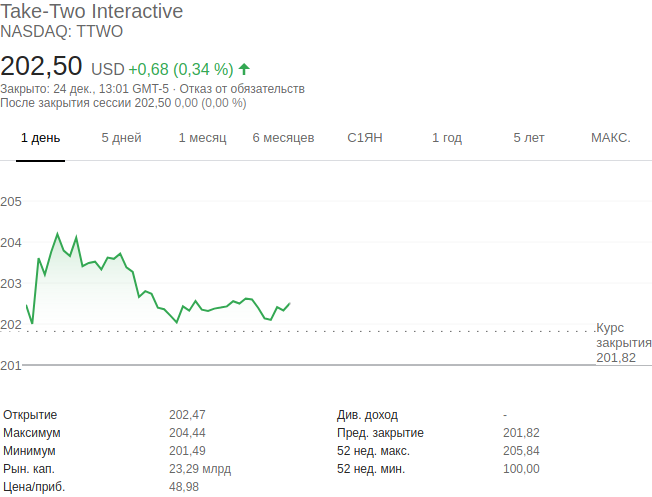 Take-Two Interactive
NASDAQ: TTWO
202,50 USD +0,68 (0,34 %)
Закрыто: 24 дек., 13:01 GMT-5 · Отказ от обязательств
После закрытия сессии 202,50 0,00 (0,00 %)
1 день 5 дней 1 месяц 6 месяцев С1ЯН 1 год 5 лет МАКС.
205
204
203
202
201
Курс
закрытия
201,82
Открытие 202,47 Див. доход -
Максимум 204,44 Пред. закрытие 201,82
Минимум 201,49 52 нед. макс. 205,84
Рын. кап. 23,29 млрд 52 нед. мин. 100,00
Цена/приб. 48,98